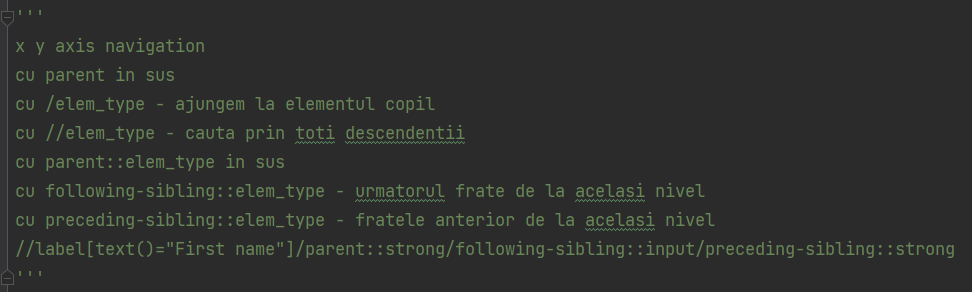 '''
x y axis navigation
cu parent in sus
cu /elem_type - ajungem la elementul copil
cu //elem_type - cauta prin toti descendentii
cu parent::elem_type in sus
cu following-sibling::elem_type - urmatorul frate de la acelasi nivel
cu preceding-sibling::elem_type - fratele anterior de la acelasi nivel
//label[text()="First name"]/parent::strong/following-sibling::input/preceding-sibling::strong
'''